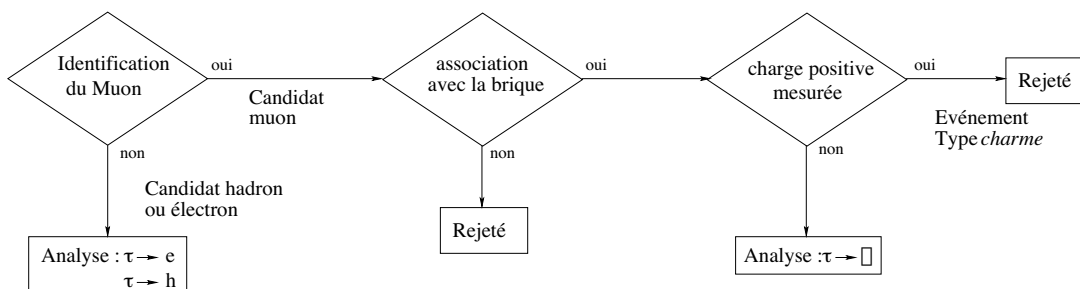 Identification
du Muon
oui
Candidat
muon
non
Candidat hadron
ou électron
Analyse : τ → e
τ → h
association
avec la brique
oui
non
Rejeté
charge positive
mesurée
oui
Evénement
Type charme
Rejeté
non
Analyse :τ →